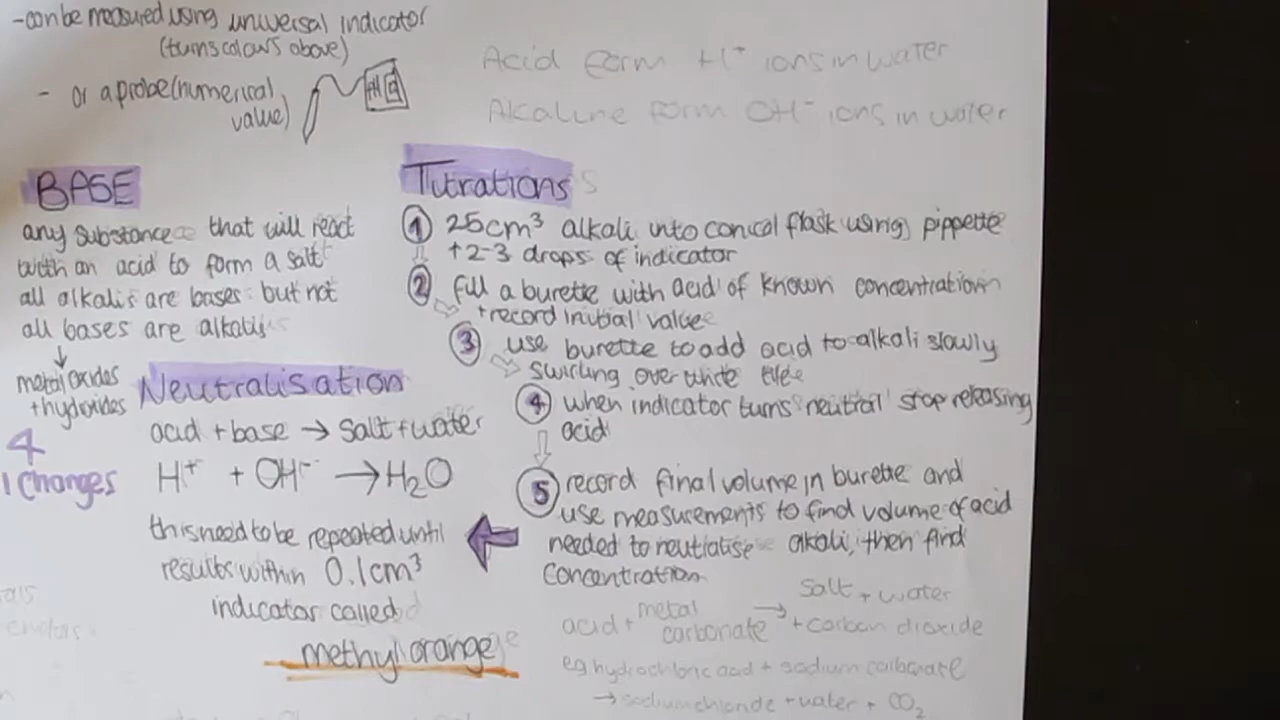 -can be measured using universal indicator
(turns colours above)
- or a probe (numerical
value)
pH
Acid form H⁺ ions in water
Alkaline form OH⁻ ions in water
BASE
any substance that will react
with an acid to form a salt
all alkalis are bases but not
all bases are alkalis
metal oxides
+ hydroxides
4
Changes
Neutralisation
acid + base → salt + water
H⁺ + OH⁻ → H₂O
this need to be repeated until
results within 0.1cm³
indicator called
methyl orange
Titrations
1 25cm³ alkali into conical flask using pippette
+2-3 drops of indicator
2 fill a burette with acid of known concentration
+record initial value
3 use burette to add acid to alkali slowly
swirling over white tile
4 when indicator turns neutral stop releasing
acid
5 record final volume in burette and
use measurements to find volume of acid
needed to neutralise alkali, then find
concentration
acid + metal carbonate → salt + water
+ carbon dioxide
eg hydrochloric acid + sodium carbonate
→ sodium chloride + water + CO₂